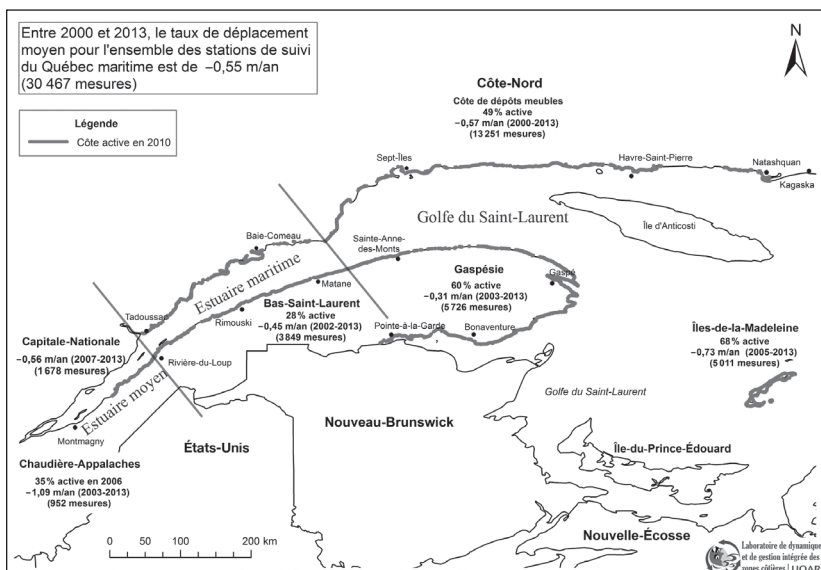 Entre 2000 et 2013, le taux de déplacement
moyen pour l'ensemble des stations de suivi
du Québec maritime est de –0,55 m/an
(30 467 mesures)
N
Légende
Côte active en 2010
Côte-Nord
Côte de dépôts meubles
49% active
–0,57 m/an (2000-2013)
(13 251 mesures)
Sept-Îles
Havre-Saint-Pierre
Natashquan
Kagaska
Golfe du Saint-Laurent
Île d'Anticosti
Baie-Comeau
Sainte-Anne-
des-Monts
Estuaire maritime
Matane
Gaspésie
60% active
–0,31 m/an (2003-2013)
(5 726 mesures)
Gaspé
Tadoussac
Rimouski
Bas-Saint-Laurent
28% active
–0,45 m/an (2002-2013)
(3 849 mesures)
Pointe-à-la-Garde
Bonaventure
Capitale-Nationale
–0,56 m/an (2007-2013)
(1 678 mesures)
Rivière-du-Loup
Îles-de-la-Madeleine
68% active
–0,73 m/an (2005-2013)
(5 011 mesures)
Estuaire moyen
Golfe du Saint-Laurent
Montmagny
États-Unis
Nouveau-Brunswick
Île-du-Prince-Édouard
Chaudière-Appalaches
35% active en 2006
–1,09 m/an (2003-2013)
(952 mesures)
Nouvelle-Écosse
0 50 100 200 km
Laboratoire de dynamique
et de gestion intégrée des
zones côtières | UQAR